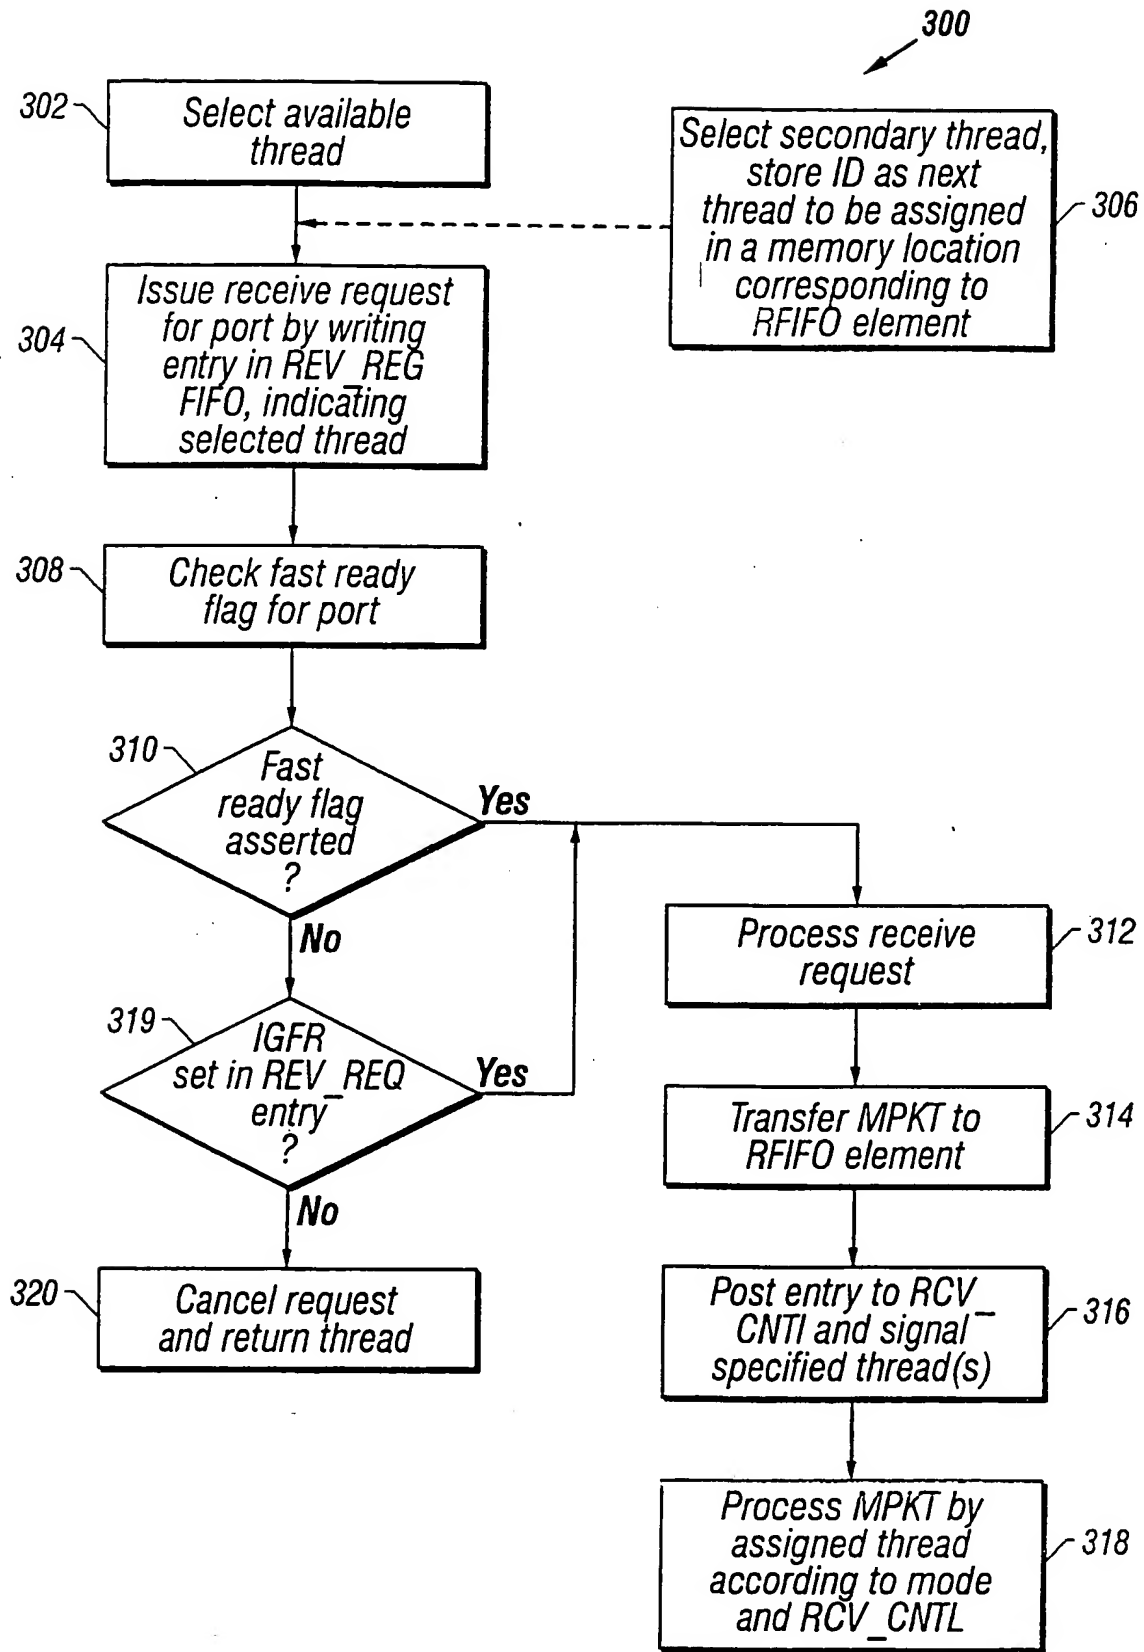 300
302
Select available
thread
Select secondary thread,
store ID as next
thread to be assigned
in a memory location
corresponding to
RFIFO element
306
304
Issue receive request
for port by writing
entry in REV_REG
FIFO, indicating
selected thread
308
Check fast ready
flag for port
310
Fast
ready flag
asserted
?
Yes
No
312
Process receive
request
319
IGFR
set in REV_REQ
entry
?
Yes
No
314
Transfer MPKT to
RFIFO element
320
Cancel request
and return thread
316
Post entry to RCV_
CNTl and signal
specified thread(s)
318
Process MPKT by
assigned thread
according to mode
and RCV_CNTL